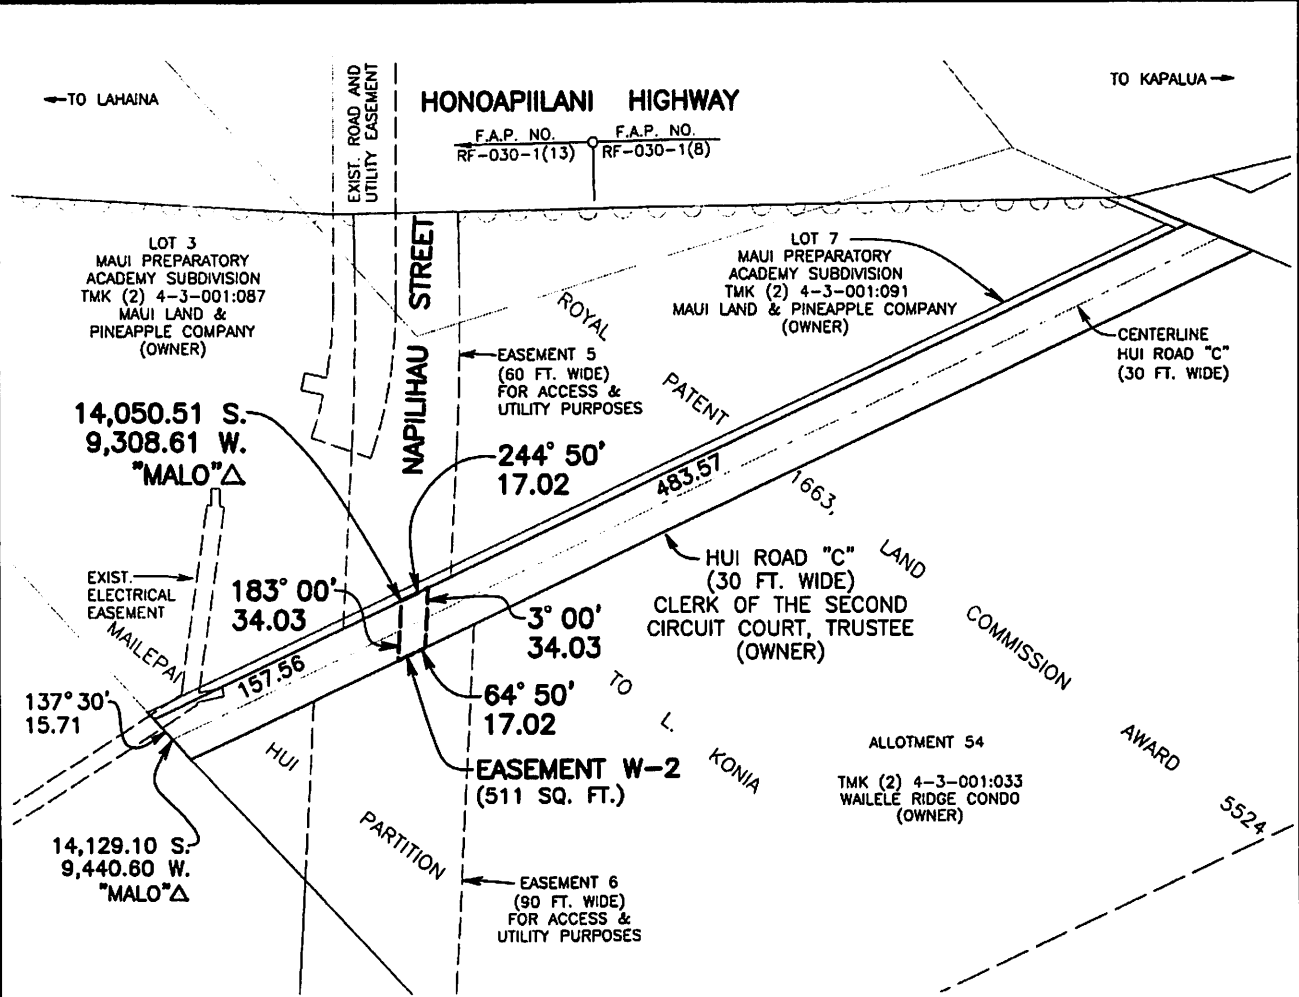 TO LAHAINA
EXIST. ROAD AND
UTILITY EASEMENT
HONOAPIILANI HIGHWAY
F.A.P. NO.
RF-030-1(13)
F.A.P. NO.
RF-030-1(8)
TO KAPALUA
LOT 3
MAUI PREPARATORY
ACADEMY SUBDIVISION
TMK (2) 4-3-001:087
MAUI LAND &
PINEAPPLE COMPANY
(OWNER)
NAPILIHAU STREET
LOT 7
MAUI PREPARATORY
ACADEMY SUBDIVISION
TMK (2) 4-3-001:091
MAUI LAND & PINEAPPLE COMPANY
(OWNER)
CENTERLINE
HUI ROAD "C"
(30 FT. WIDE)
EASEMENT 5
(60 FT. WIDE)
FOR ACCESS &
UTILITY PURPOSES
ROYAL
PATENT
1663,
LAND
COMMISSION
AWARD
5524
14,050.51 S.
9,308.61 W.
"MALO"△
244° 50'
17.02
483.57
EXIST.
ELECTRICAL
EASEMENT
183° 00'
34.03
3° 00'
34.03
HUI ROAD "C"
(30 FT. WIDE)
CLERK OF THE SECOND
CIRCUIT COURT, TRUSTEE
(OWNER)
MAILEPAI
HUI
PARTITION
157.56
137° 30'
15.71
64° 50'
17.02
TO
L.
KONIA
EASEMENT W-2
(511 SQ. FT.)
ALLOTMENT 54
TMK (2) 4-3-001:033
WAILELE RIDGE CONDO
(OWNER)
14,129.10 S.
9,440.60 W.
"MALO"△
EASEMENT 6
(90 FT. WIDE)
FOR ACCESS &
UTILITY PURPOSES